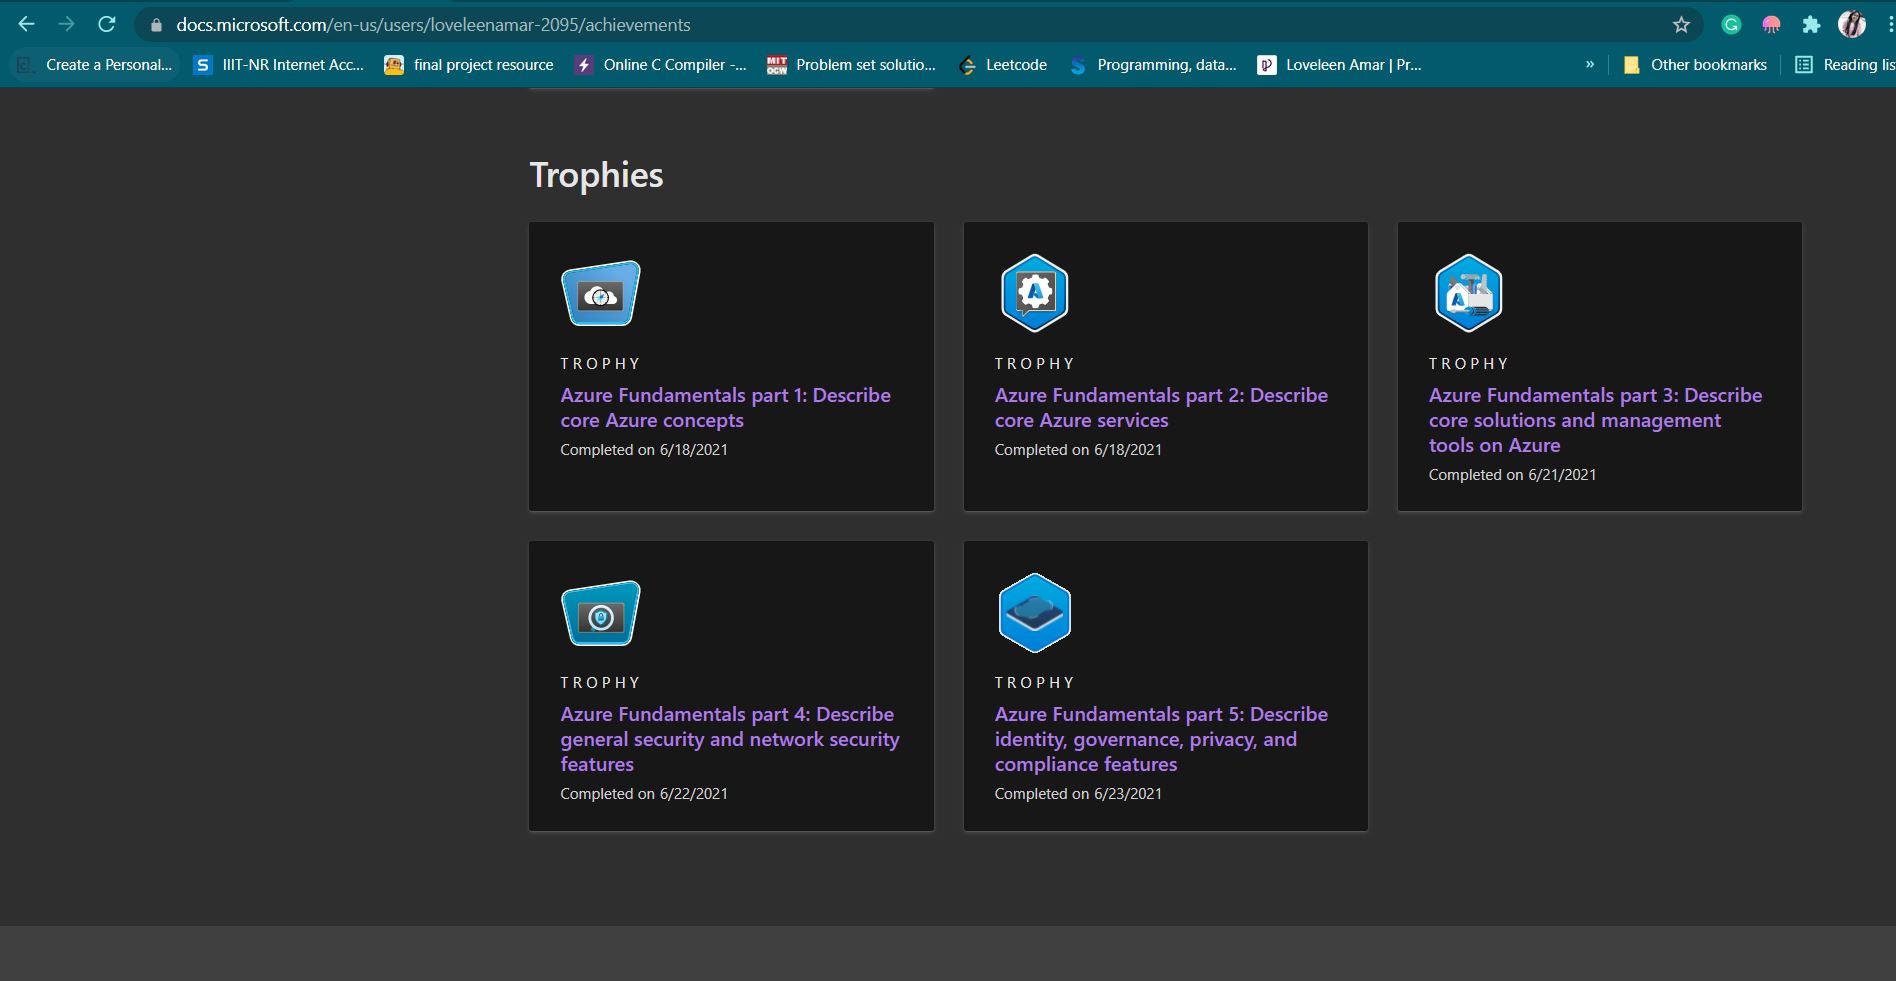 docs.microsoft.com/en-us/users/loveleenamar-2095/achievements
Create a Personal... IIIT-NR Internet Acc... final project resource Online C Compiler -... MIT OCW Problem set solutio... Leetcode Programming, data... Loveleen Amar | Pr... » Other bookmarks Reading lis
Trophies
TROPHY
Azure Fundamentals part 1: Describe
core Azure concepts
Completed on 6/18/2021
TROPHY
Azure Fundamentals part 2: Describe
core Azure services
Completed on 6/18/2021
TROPHY
Azure Fundamentals part 3: Describe
core solutions and management
tools on Azure
Completed on 6/21/2021
TROPHY
Azure Fundamentals part 4: Describe
general security and network security
features
Completed on 6/22/2021
TROPHY
Azure Fundamentals part 5: Describe
identity, governance, privacy, and
compliance features
Completed on 6/23/2021